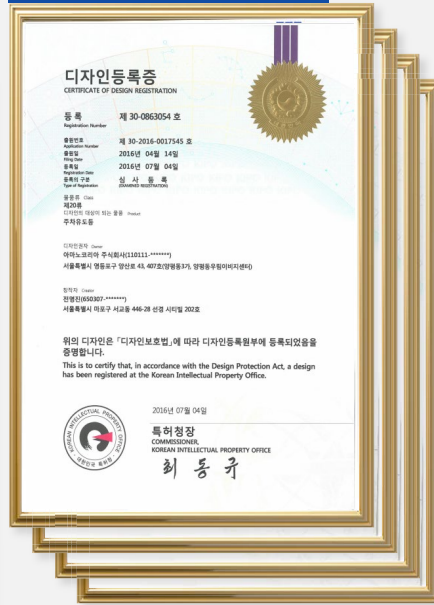 디자인등록증
CERTIFICATE OF DESIGN REGISTRATION
등 록 제 30-0863054 호
Registration Number
출원번호 제 30-2016-0017545 호
Application Number
출원일 2016년 04월 14일
Filing Date
등록일 2016년 07월 04일
Registration Date
등록의 구분 심 사 등 록
Type of Registration (EXAMINED REGISTRATION)
물품류 Class
제20류
디자인의 대상이 되는 물품 Product
주차유도등
디자인권자 Owner
아마노코리아 주식회사(110111-*******)
서울특별시 영등포구 양산로 43, 407호(양평동3가, 양평동우림이비지센터)
창작자 Creator
전명진(650307-*******)
서울특별시 마포구 서교동 446-28 선경 시티빌 202호
위의 디자인은 「디자인보호법」에 따라 디자인등록원부에 등록되었음을
증명합니다.
This is to certify that, in accordance with the Design Protection Act, a design
has been registered at the Korean Intellectual Property Office.
2016년 07월 04일
특허청장
COMMISSIONER,
KOREAN INTELLECTUAL PROPERTY OFFICE
최동규
KOREAN INTELLECTUAL PROPERTY OFFICE
대한민국 특허청